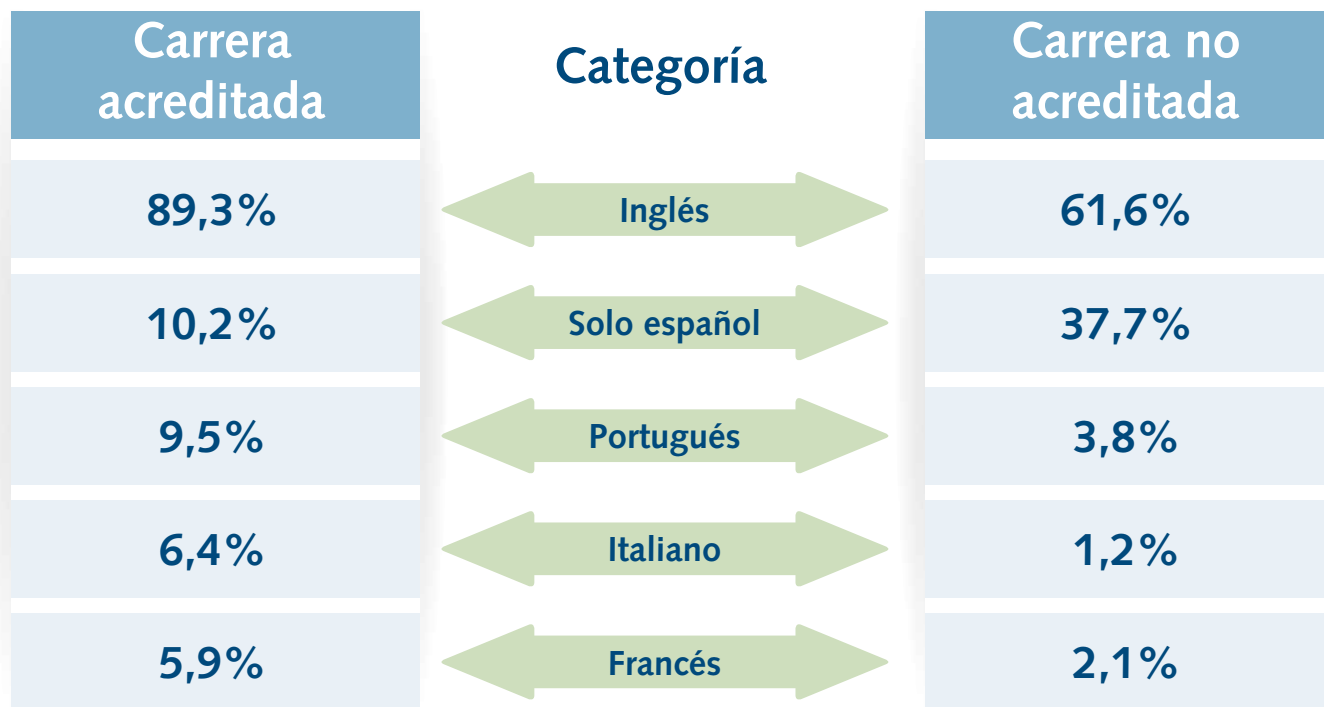 Carrera
acreditada
Categoría
Carrera no
acreditada
89,3%
Inglés
61,6%
10,2%
Solo español
37,7%
9,5%
Portugués
3,8%
6,4%
Italiano
1,2%
5,9%
Francés
2,1%